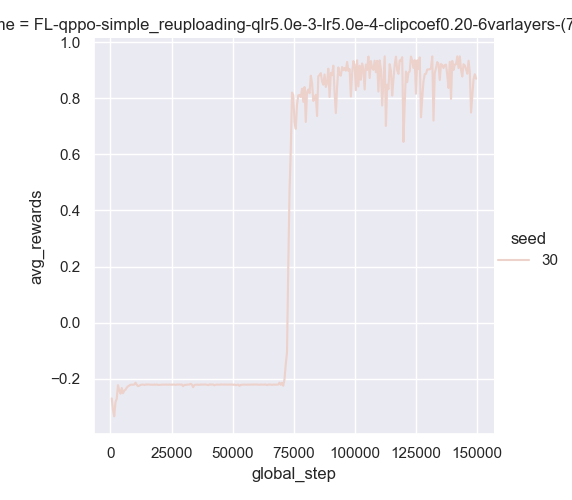 me = FL-qppo-simple_reuploading-qlr5.0e-3-lr5.0e-4-clipcoef0.20-6varlayers-(7
1.0
0.8
0.6
0.4
0.2
0.0
−0.2
avg_rewards
0 25000 50000 75000 100000 125000 150000
global_step
seed
30